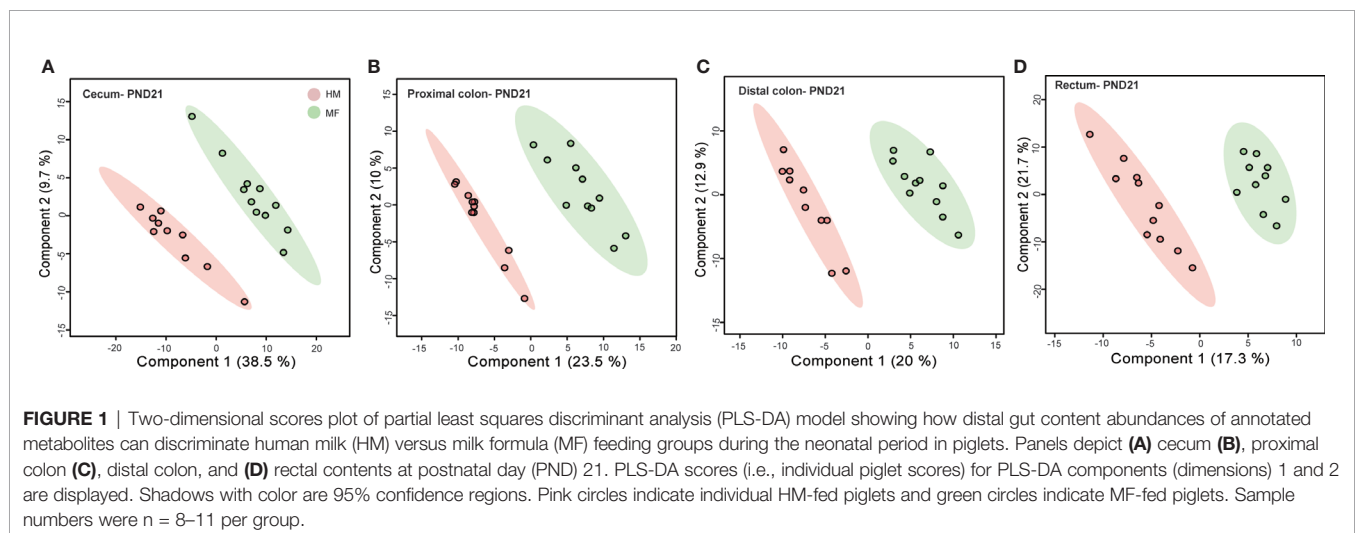 A
Cecum- PND21
HM
MF
Component 2 (9.7 %)
15
10
5
0
-5
-10
-15
-20
-10
0
10
20
Component 1 (38.5 %)
B
Proximal colon- PND21
Component 2 (10 %)
15
10
5
0
-5
-10
-15
-15
-10
-5
0
5
10
15
20
Component 1 (23.5 %)
C
Distal colon- PND21
Component 2 (12.9 %)
10
0
-10
-15
-15
-10
-5
0
5
10
15
Component 1 (20 %)
D
Rectum- PND21
Component 2 (21.7 %)
20
10
0
-10
-20
-15
-10
-5
0
5
10
Component 1 (17.3 %)
FIGURE 1 | Two-dimensional scores plot of partial least squares discriminant analysis (PLS-DA) model showing how distal gut content abundances of annotated
metabolites can discriminate human milk (HM) versus milk formula (MF) feeding groups during the neonatal period in piglets. Panels depict (A) cecum (B), proximal
colon (C), distal colon, and (D) rectal contents at postnatal day (PND) 21. PLS-DA scores (i.e., individual piglet scores) for PLS-DA components (dimensions) 1 and 2
are displayed. Shadows with color are 95% confidence regions. Pink circles indicate individual HM-fed piglets and green circles indicate MF-fed piglets. Sample
numbers were n = 8–11 per group.